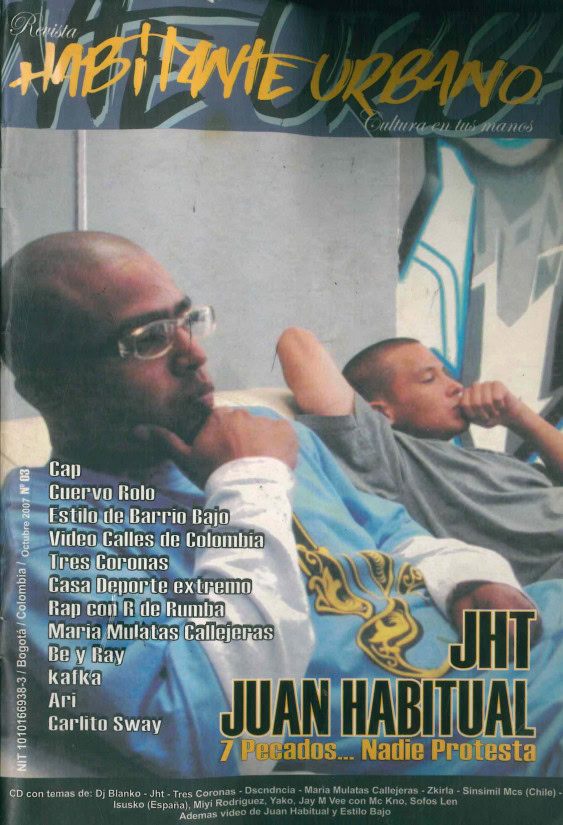 Revista
HABITANTE URBANO
Cultura en tus manos
Cap
Cuervo Rolo
Estilo de Barrio Bajo
Video Calles de Colombia
Tres Coronas
Casa Deporte extremo
Rap con R de Rumba
Maria Mulatas Callejeras
Be y Ray
kafka
Ari
Carlito Sway
NIT 1010166938-3 / Bogotá / Colombia / Octubre 2007 Nº 03
JHT
JUAN HABITUAL
7 Pecados... Nadie Protesta
CD con temas de: Dj Blanko - Jht - Tres Coronas - Dscndncia - Maria Mulatas Callejeras - Zkirla - Sinsimil Mcs (Chile) -
Isusko (España), Miyi Rodriguez, Yako, Jay M Vee con Mc Kno, Sofos Len
Ademas video de Juan Habitual y Estilo Bajo